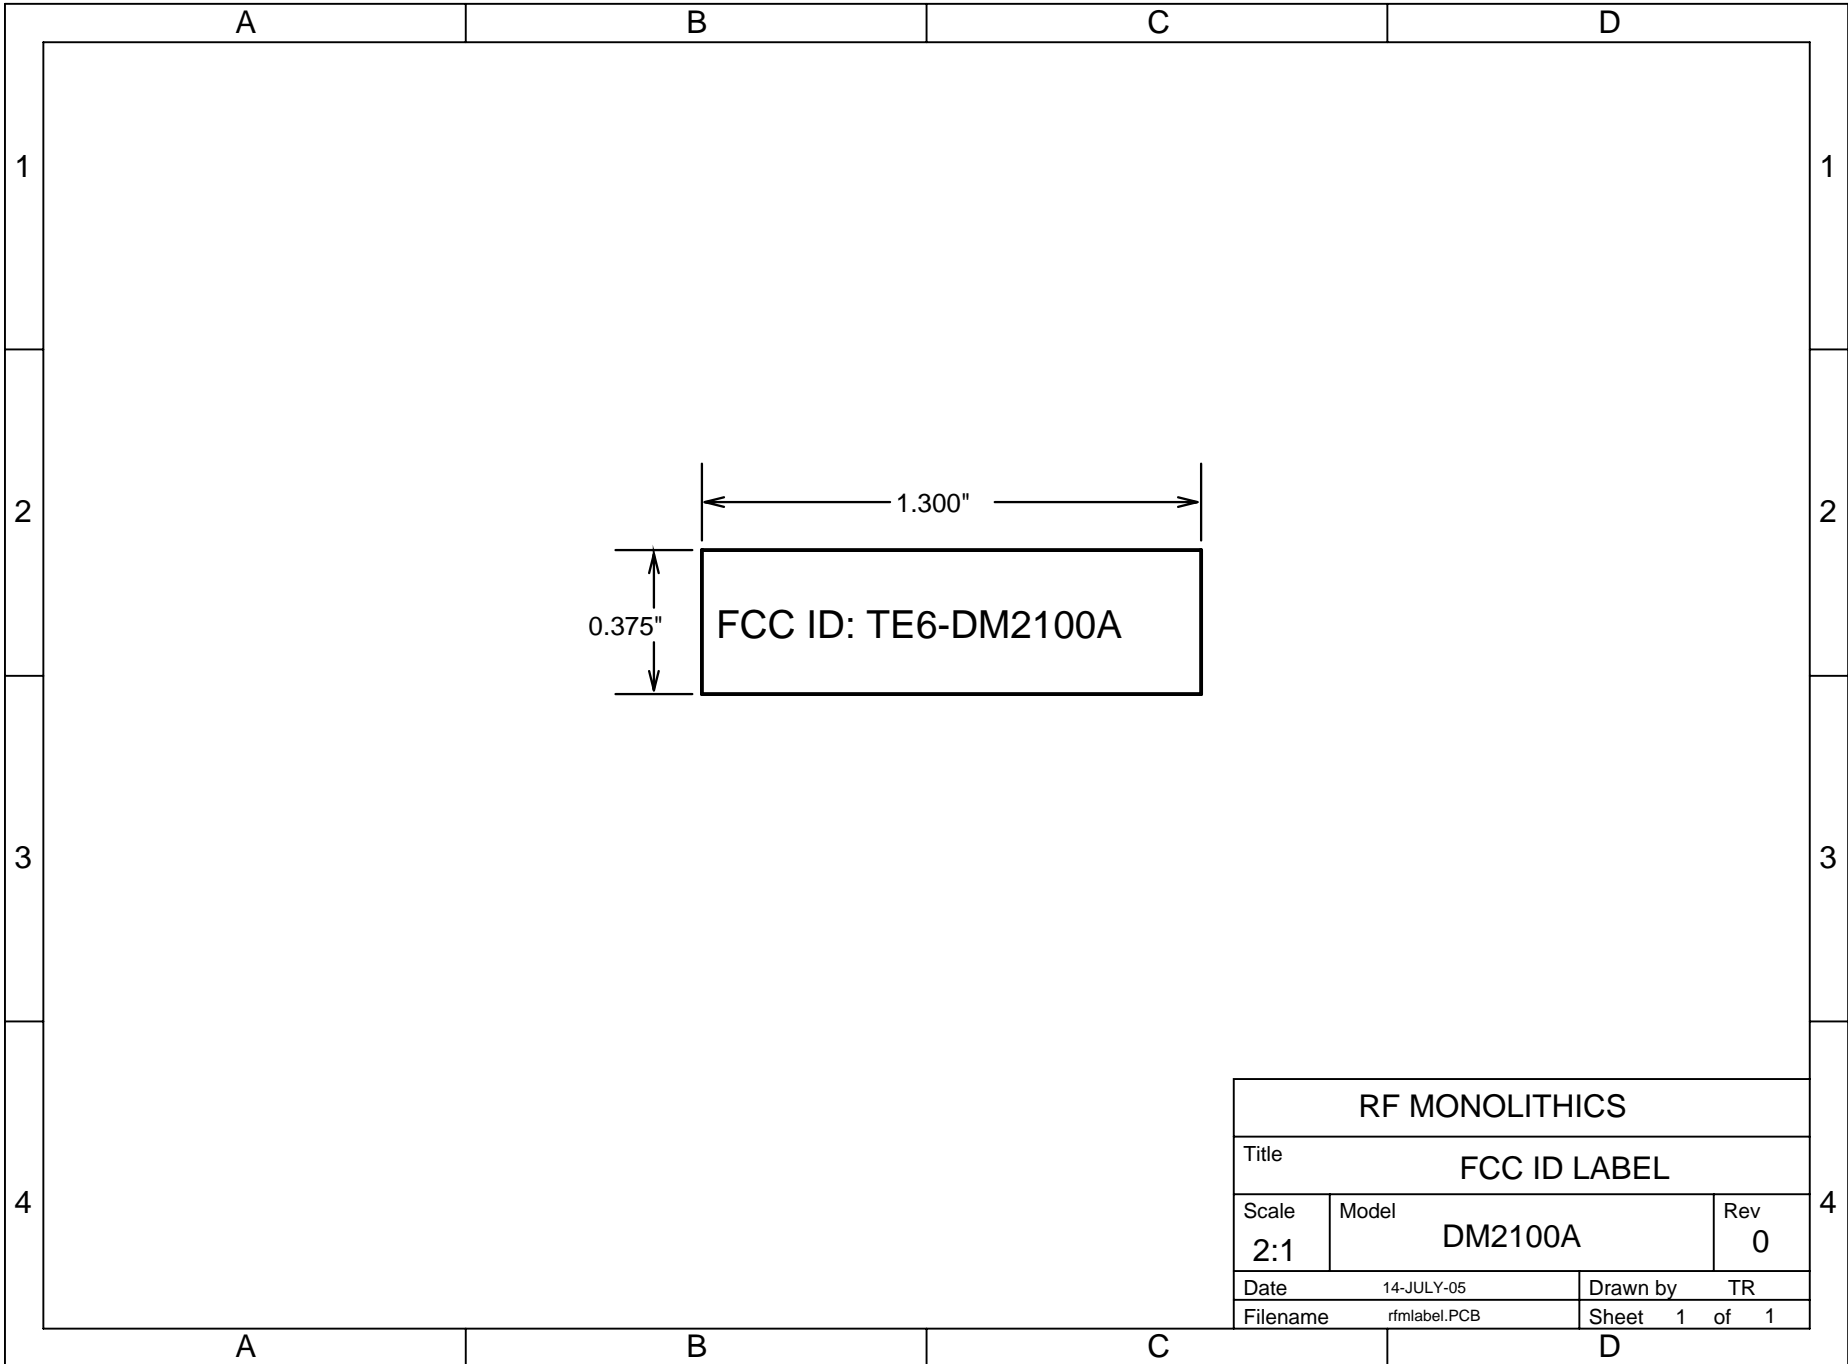 A B C D
1 1
1.300"
2 2
0.375" FCC ID: TE6-DM2100A
3 3
RF MONOLITHICS
Title FCC ID LABEL
4 Scale Model Rev 4
2:1 DM2100A 0
Date 14-JULY-05 Drawn by TR
Filename rfmlabel.PCB Sheet 1 of 1
A B C D